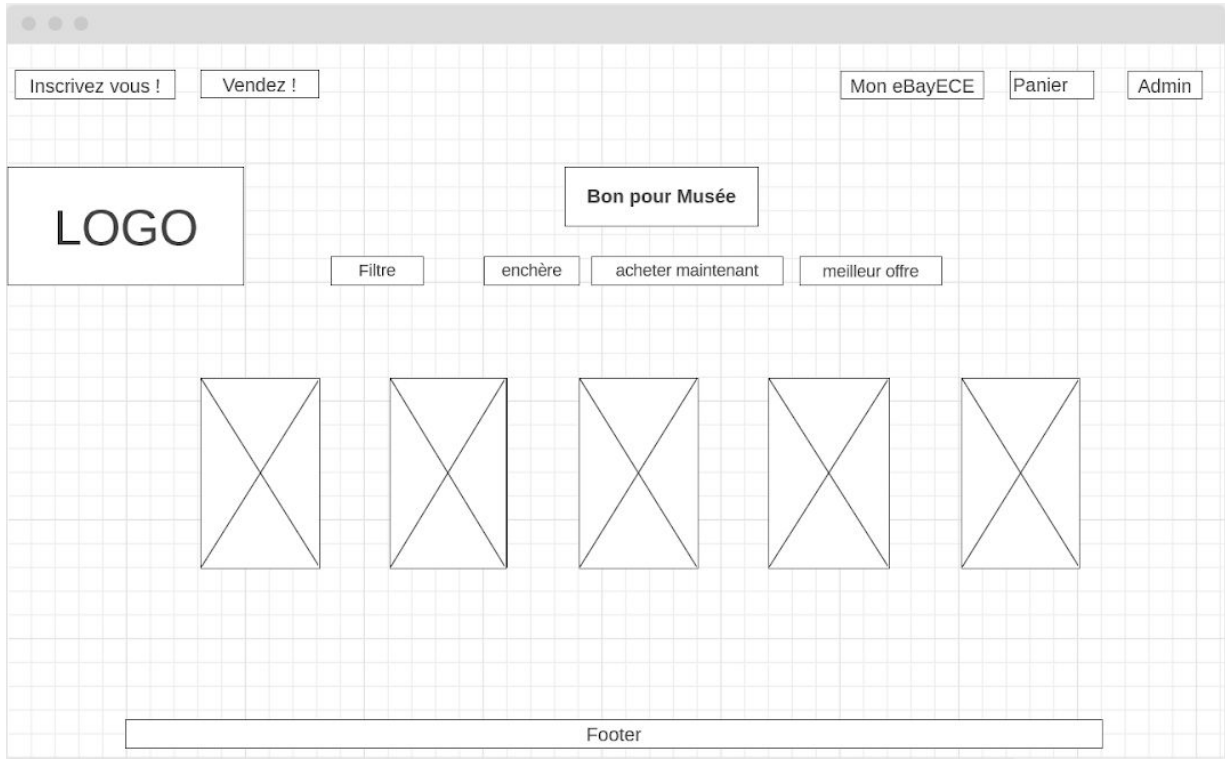 Inscrivez vous !
Vendez !
Mon eBayECE
Panier
Admin
LOGO
Bon pour Musée
Filtre
enchère
acheter maintenant
meilleur offre
Footer